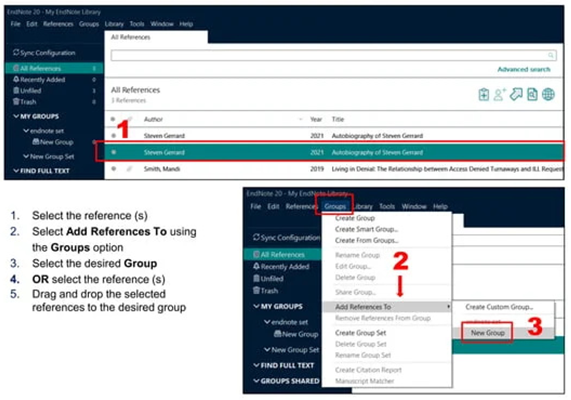 EndNote 20 - My EndNote Library
File Edit References Groups Library Tools Window Help
All References
Sync Configuration
All References 3
Recently Added 0
Unfiled 3
Trash 0
MY GROUPS
endnote set
New Group 0
New Group Set
FIND FULL TEXT
Advanced search
All References
3 References
Author Year Title
1
Steven Gerrard 2021 Autobiography of Steven Gerrard
Steven Gerrard 2021 Autobiography of Steven Gerrard
Smith, Mandi 2019 Living in Denial: The Relationship between Access Denied Turnaways and ILL Request
1. Select the reference (s)
2. Select Add References To using
the Groups option
3. Select the desired Group
4. OR select the reference (s)
5. Drag and drop the selected
references to the desired group
EndNote 20 - My EndNote Library
File Edit References Groups Library Tools Window Help
Sync Configuration
All References
Recently Added
Unfiled
Trash
MY GROUPS
endnote set
New Group
New Group Set
FIND FULL TEXT
GROUPS SHARED
Create Group
Create Smart Group...
Create From Groups...
Rename Group
Edit Group...
Delete Group
Share Group...
2
Add References To
Remove References From Group
Create Group Set
Delete Group Set
Rename Group Set
Create Citation Report
Manuscript Matcher
Create Custom Group...
endnote set
New Group
3